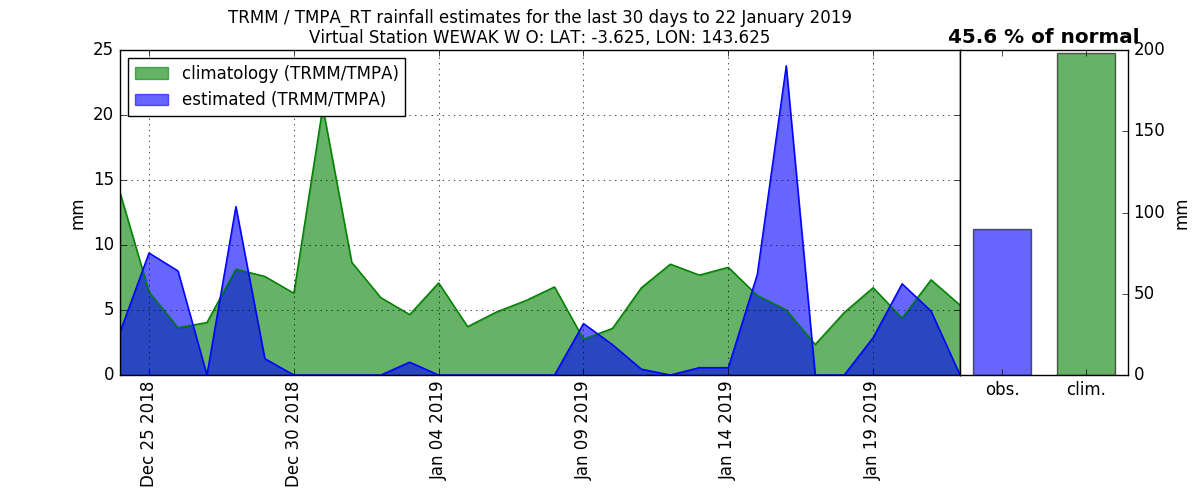 TRMM / TMPA_RT rainfall estimates for the last 30 days to 22 January 2019
Virtual Station WEWAK W O: LAT: -3.625, LON: 143.625
45.6 % of normal
climatology (TRMM/TMPA)
estimated (TRMM/TMPA)
25
20
15
10
5
0
mm
Dec 25 2018
Dec 30 2018
Jan 04 2019
Jan 09 2019
Jan 14 2019
Jan 19 2019
200
150
100
50
0
mm
obs.
clim.